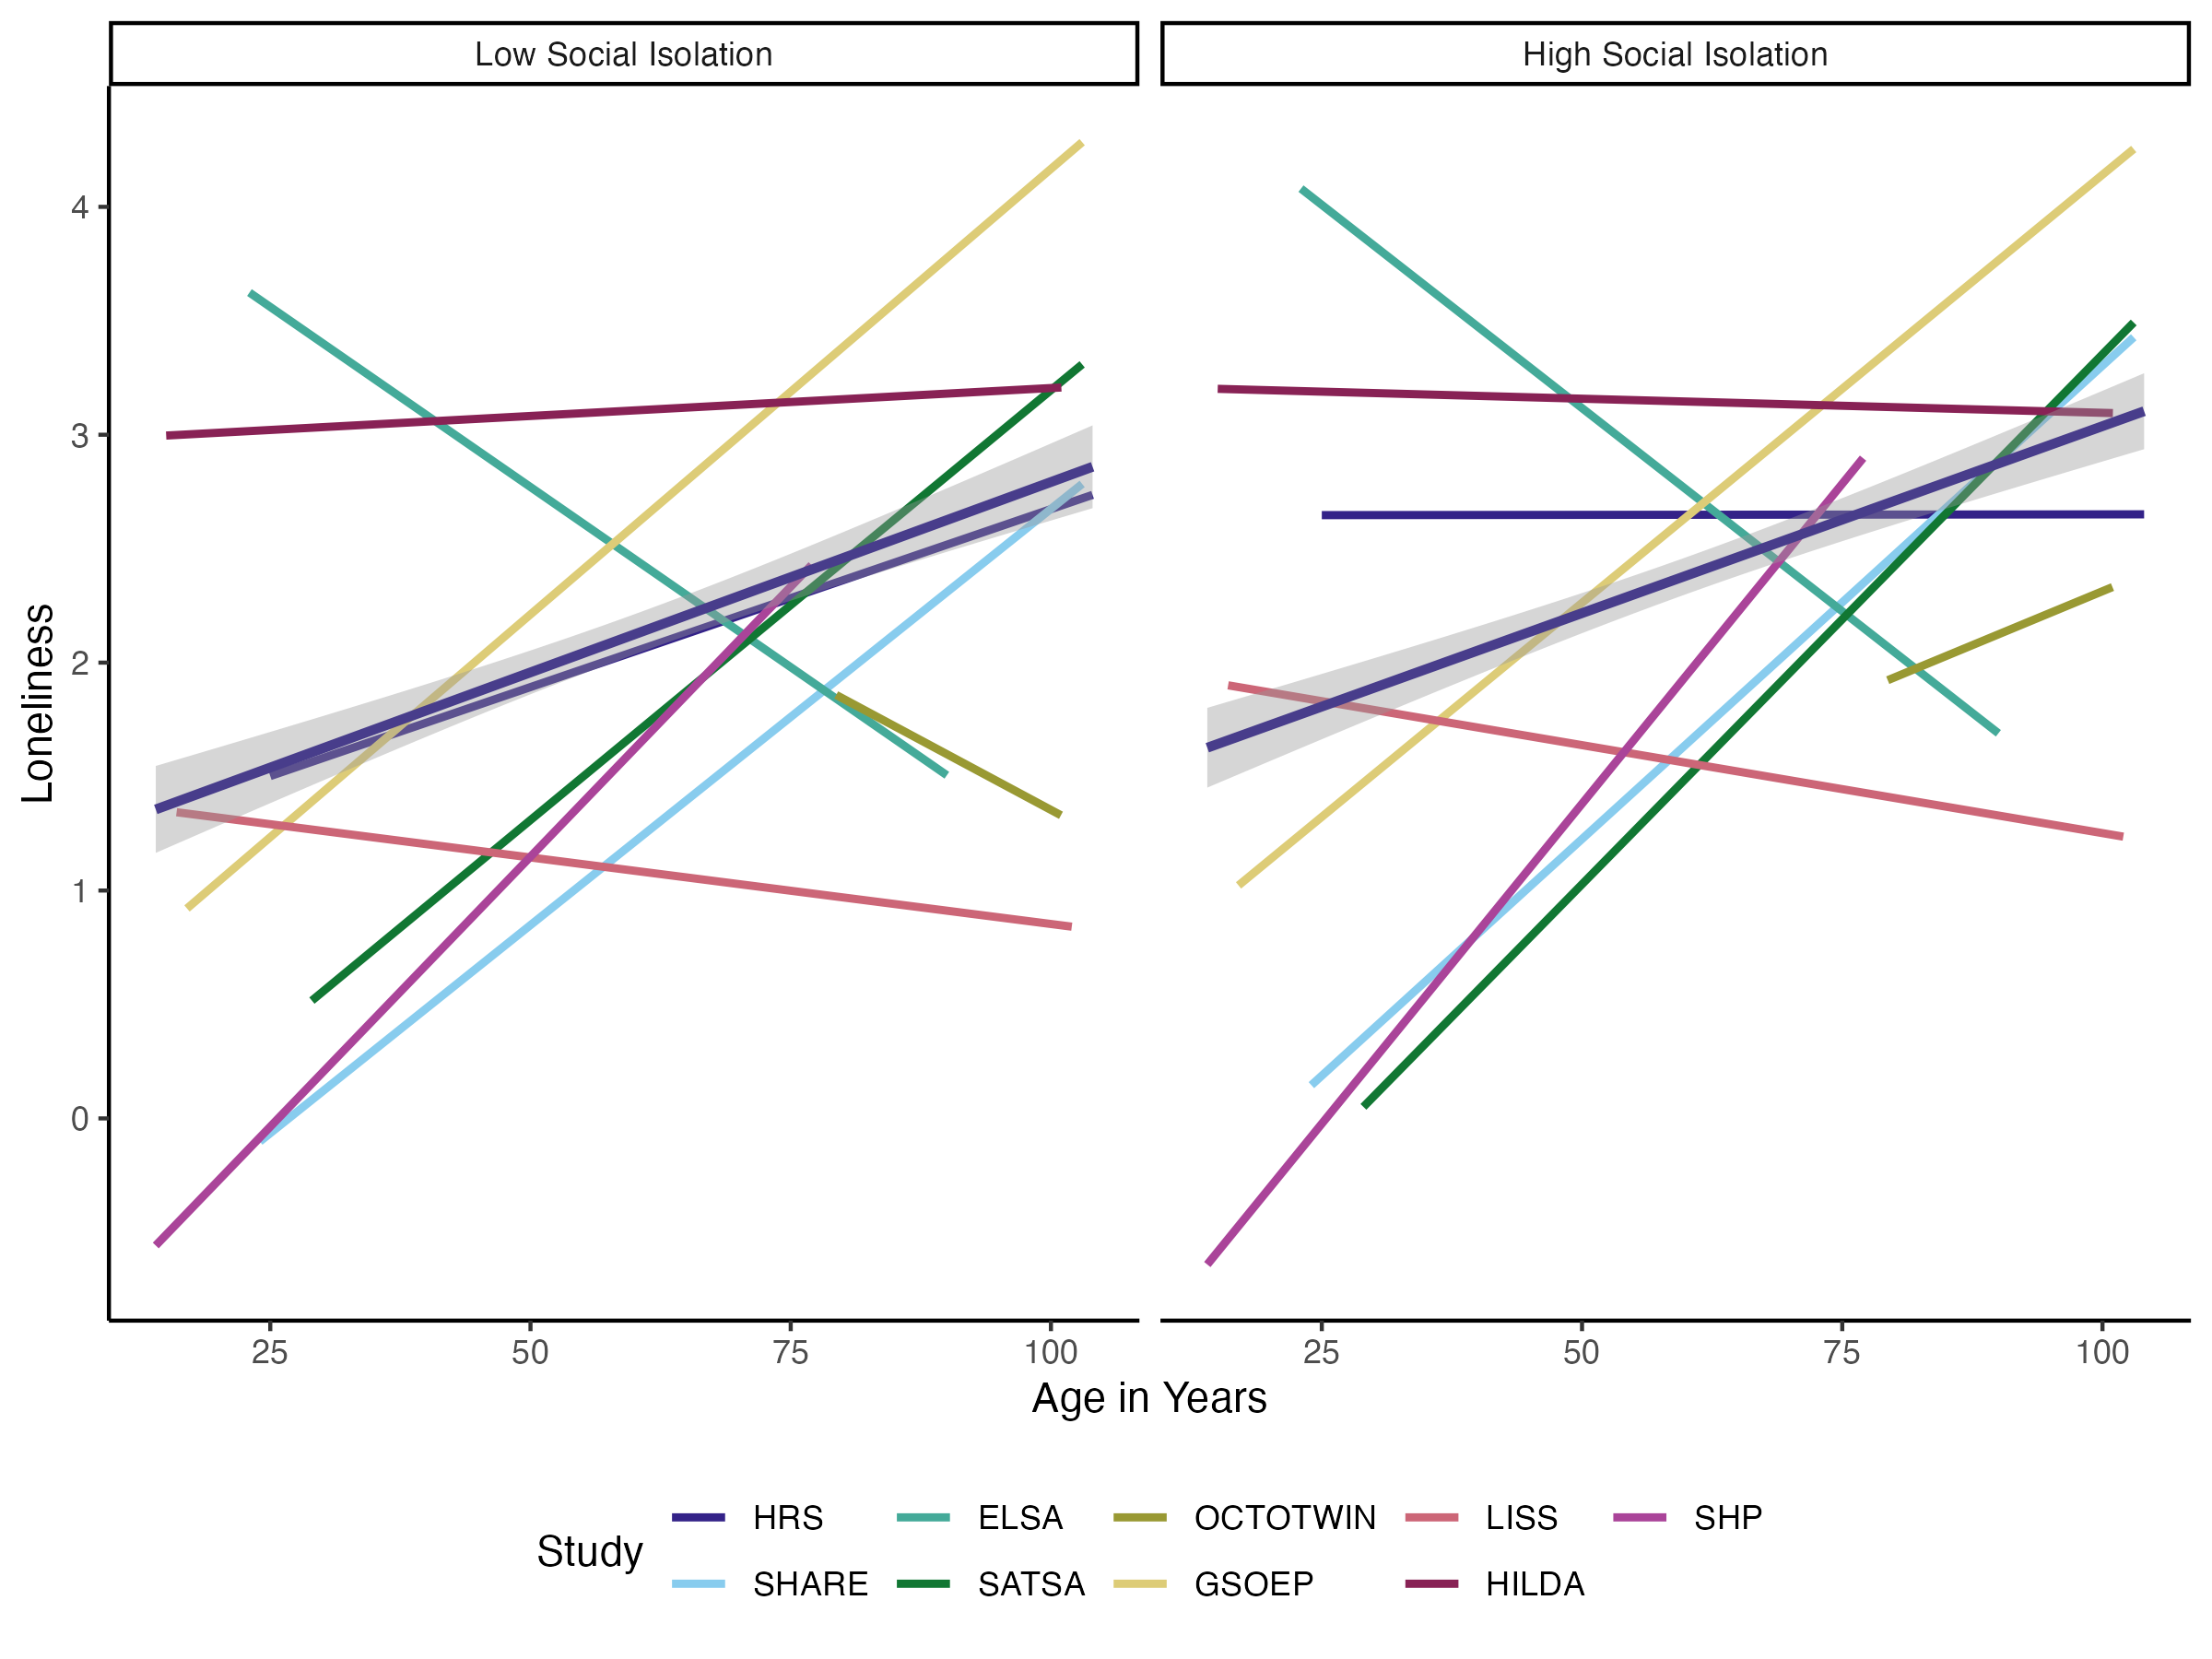 Low Social Isolation
High Social Isolation
Loneliness
4
3
2
1
0
25 50 75 100
25 50 75 100
Age in Years
Study
HRS ELSA OCTOTWIN LISS SHP
SHARE SATSA GSOEP HILDA